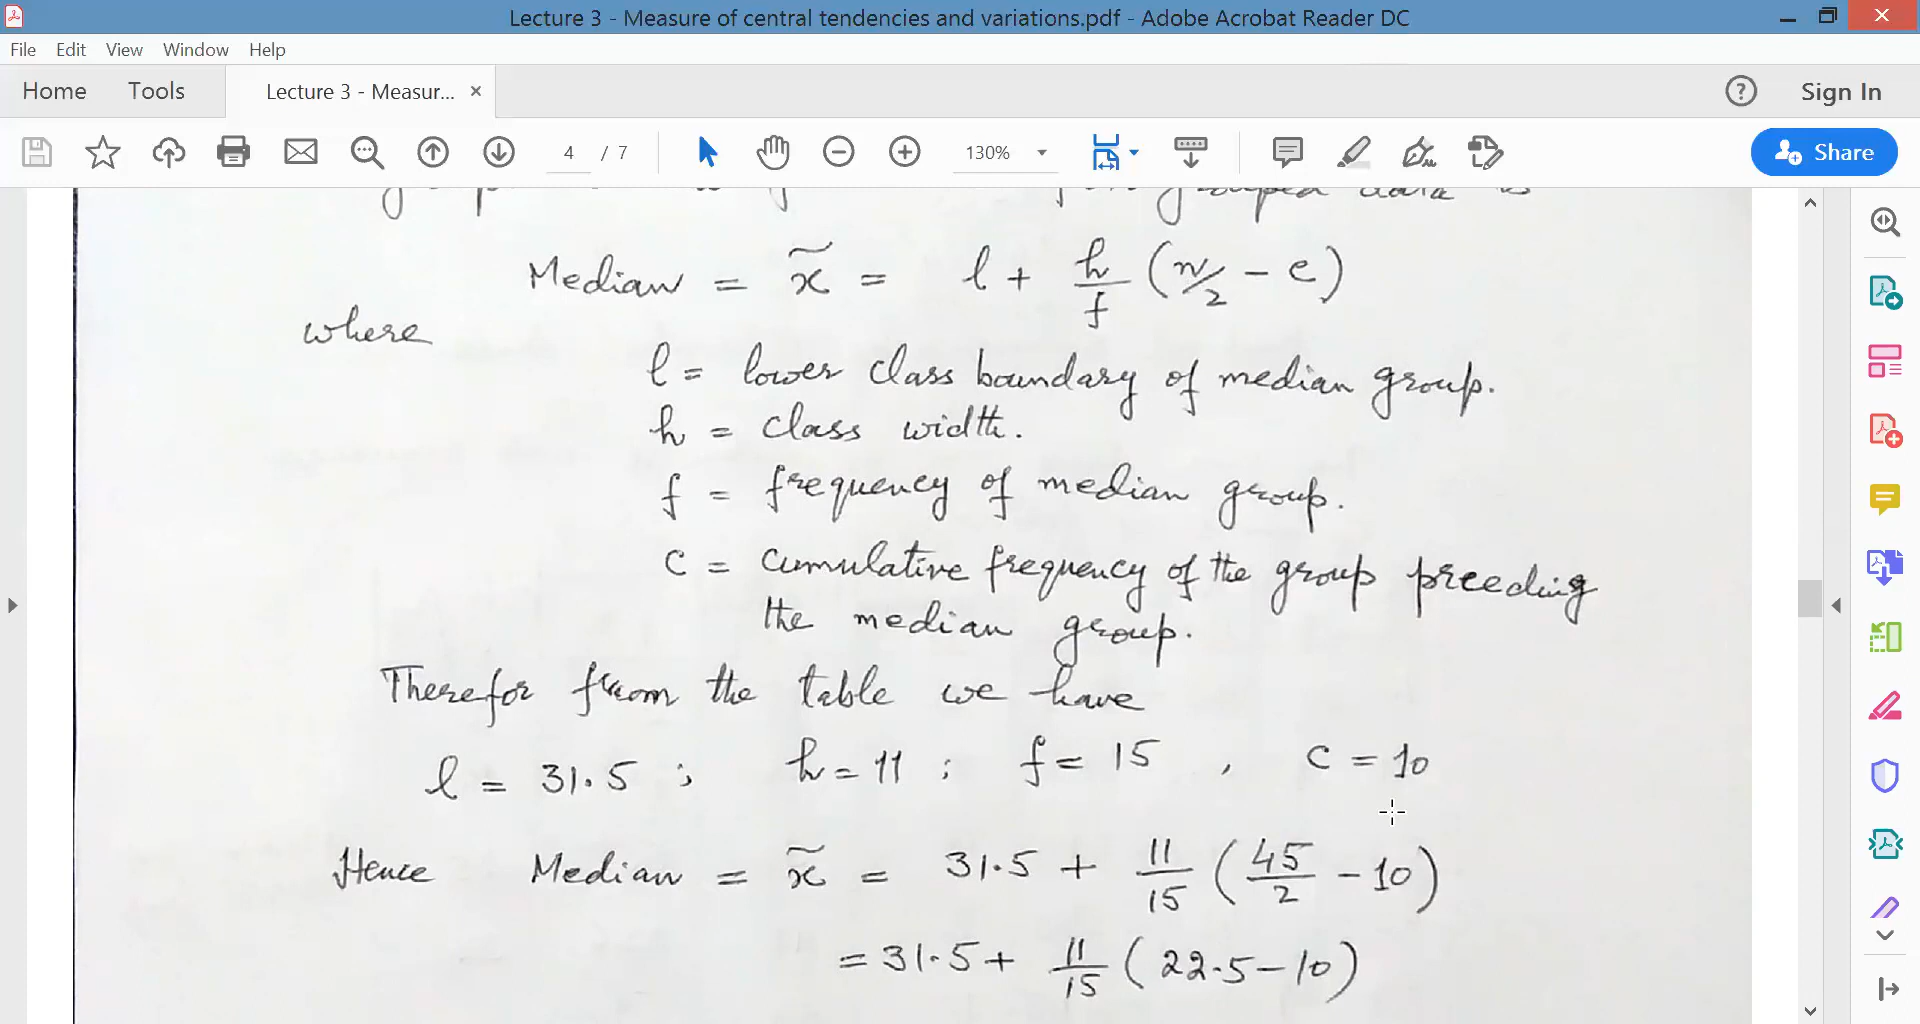 Lecture 3 - Measure of central tendencies and variations.pdf - Adobe Acrobat Reader DC
File Edit View Window Help
Home Tools Lecture 3 - Measur... × Sign In
4 / 7 130% Share
grouped data is
Median = x̃ = l + h/f (n/2 - c)
where
l = lower class boundary of median group.
h = class width.
f = frequency of median group.
c = cumulative frequency of the group preeding
the median group.
Therefor from the table we have
l = 31.5 ; h = 11 ; f = 15 , c = 10
Hence Median = x̃ = 31.5 + 11/15 (45/2 - 10)
= 31.5 + 11/15 (22.5 - 10)